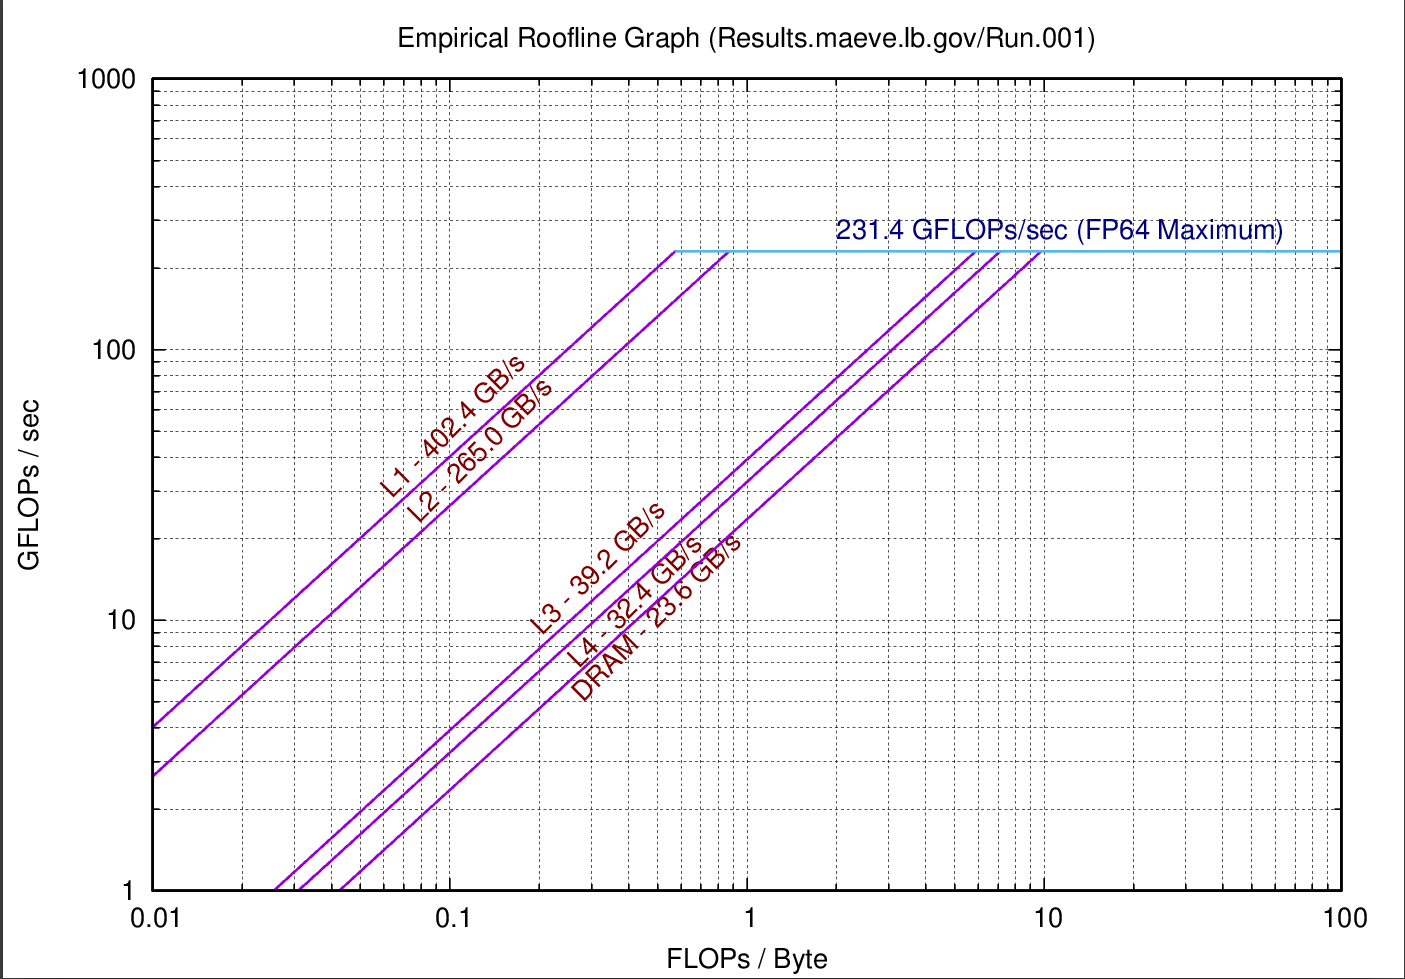 Empirical Roofline Graph (Results.maeve.lb.gov/Run.001)
1000
231.4 GFLOPs/sec (FP64 Maximum)
100
L1 - 402.4 GB/s
L2 - 265.0 GB/s
L3 - 39.2 GB/s
L4 - 32.4 GB/s
DRAM - 23.6 GB/s
10
1
GFLOPs / sec
0.01 0.1 1 10 100
FLOPs / Byte